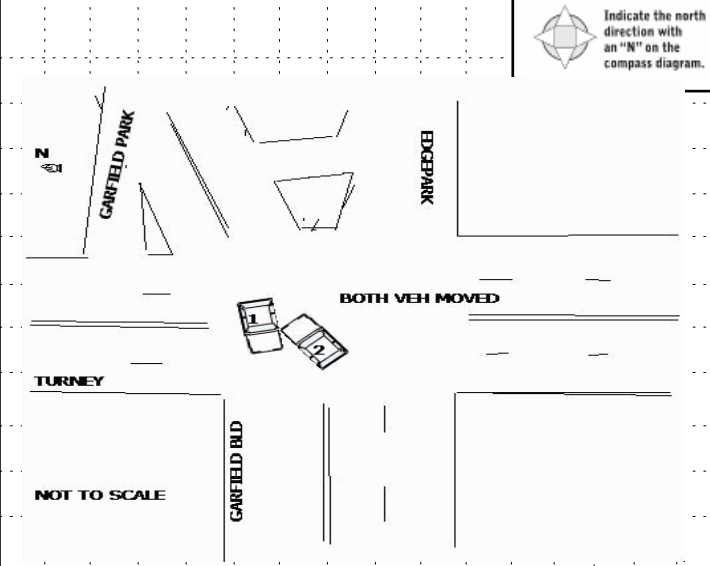 Indicate the north
direction with
an "N" on the
compass diagram.
N
GARFIELD PARK
EDGEPARK
1
BOTH VEH MOVED
2
TURNEY
GARFIELD BLD
NOT TO SCALE